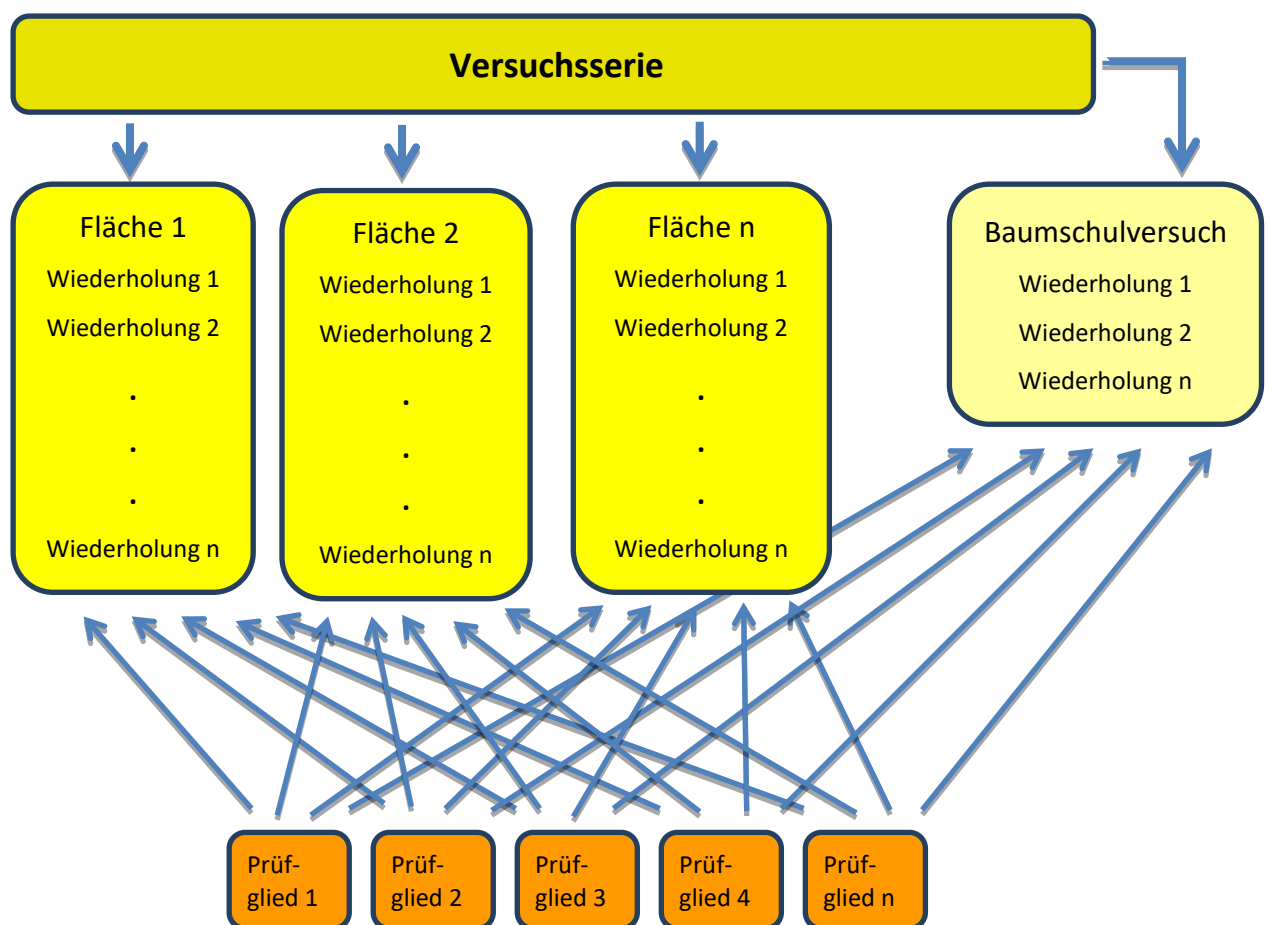 Versuchsserie
Fläche 1
Wiederholung 1
Wiederholung 2
.
.
.
Wiederholung n
Fläche 2
Wiederholung 1
Wiederholung 2
.
.
.
Wiederholung n
Fläche n
Wiederholung 1
Wiederholung 2
.
.
.
Wiederholung n
Baumschulversuch
Wiederholung 1
Wiederholung 2
Wiederholung n
Prüf-
glied 1
Prüf-
glied 2
Prüf-
glied 3
Prüf-
glied 4
Prüf-
glied n